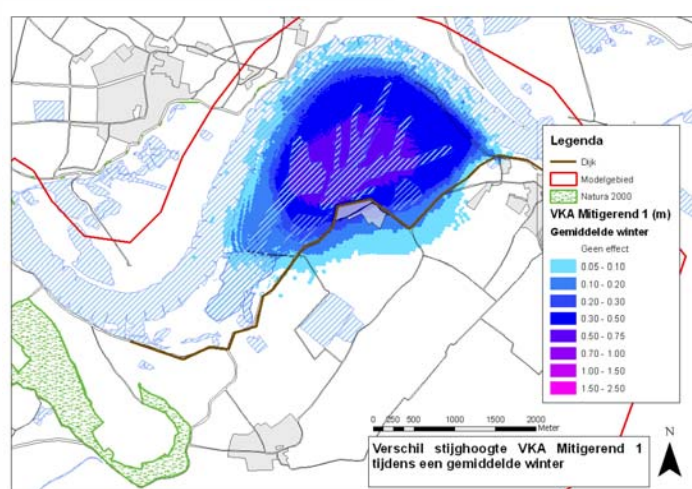 Legenda
Dijk
Modelgebied
Natura 2000
VKA Mitigerend 1 (m)
Gemiddelde winter
Geen effect
0.05 - 0.10
0.10 - 0.20
0.20 - 0.30
0.30 - 0.50
0.50 - 0.75
0.70 - 1.00
1.00 - 1.50
1.50 - 2.50
0 250 500 1000 1500 2000
Meter
N
Verschil stijghoogte VKA Mitigerend 1
tijdens een gemiddelde winter